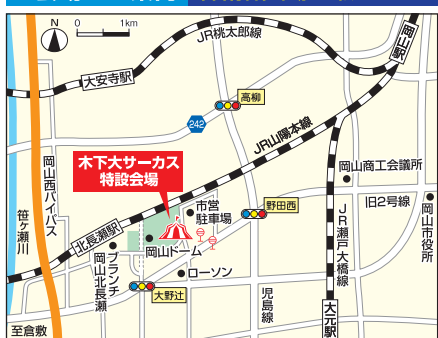 N
0 1km
JR桃太郎線
岡山駅
大安寺駅
高柳
242
JR山陽本線
木下大サーカス
特設会場
岡山西バイパス
笹ヶ瀬川
岡山商工会議所
市営
駐車場
野田西
旧2号線
岡山市役所
北長瀬駅
岡山ドーム
ブランチ
岡山北長瀬
ローソン
大野辻
JR瀬戸大橋線
児島線
大元駅
至倉敷